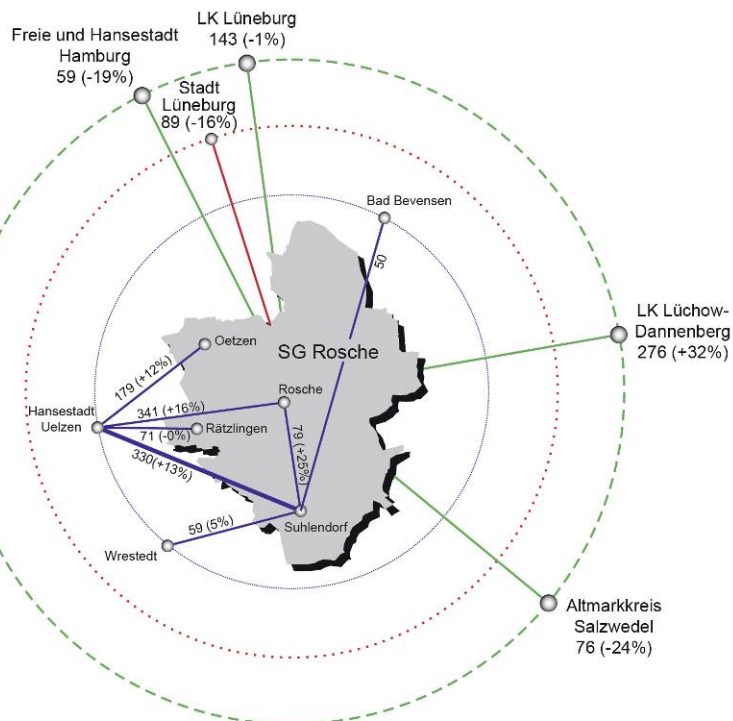 LK Lüneburg
143 (-1%)
Freie und Hansestadt
Hamburg
59 (-19%)
Stadt
Lüneburg
89 (-16%)
Bad Bevensen
50
LK Lüchow-
Dannenberg
276 (+32%)
Oetzen
SG Rosche
179 (+12%)
Rosche
341 (+16%)
Hansestadt
Uelzen
Rätzlingen
71 (-0%)
79 (+25%)
330(+13%)
59 (5%)
Suhlendorf
Wrestedt
Altmarkkreis
Salzwedel
76 (-24%)